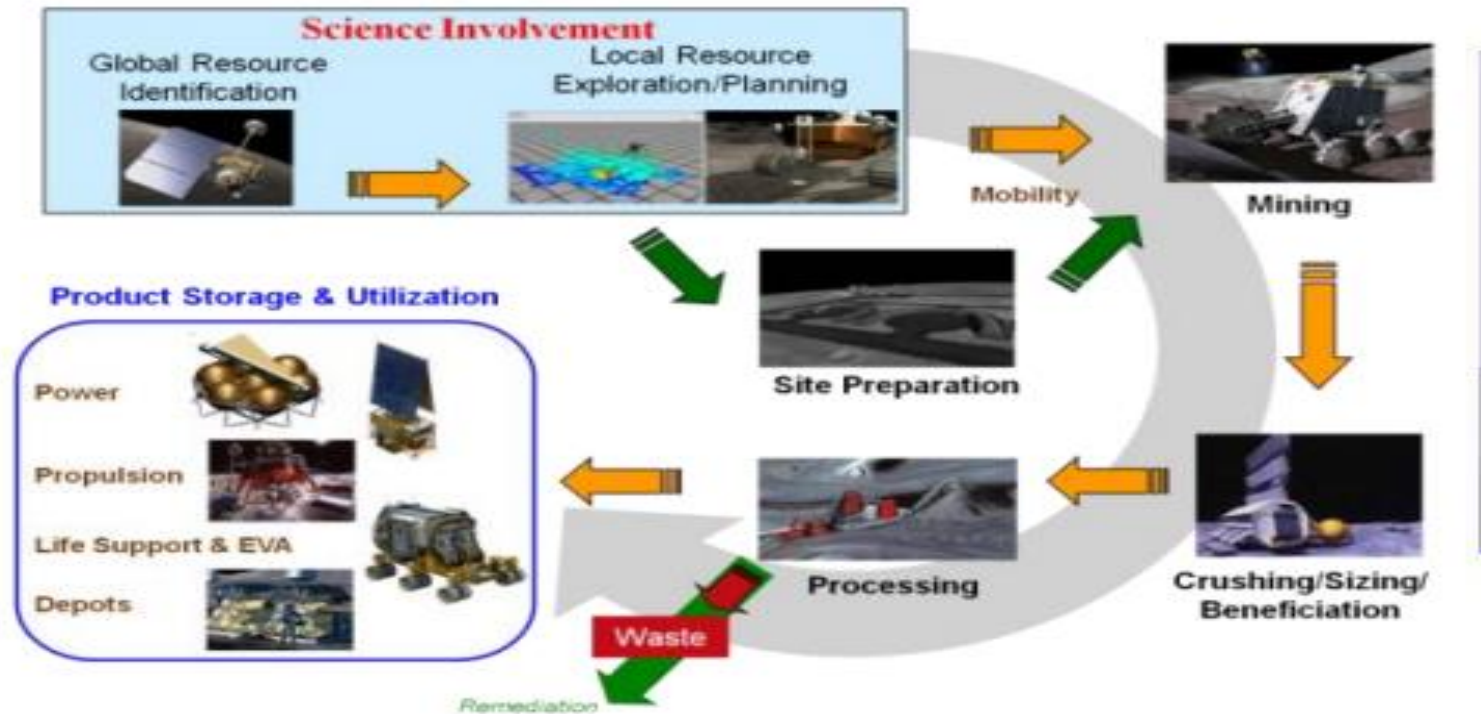 Science Involvement
Global Resource
Identification
Local Resource
Exploration/Planning
Mobility
Mining
Product Storage & Utilization
Site Preparation
Power
Propulsion
Life Support & EVA
Depots
Processing
Crushing/Sizing/
Beneficiation
Waste
Remediation